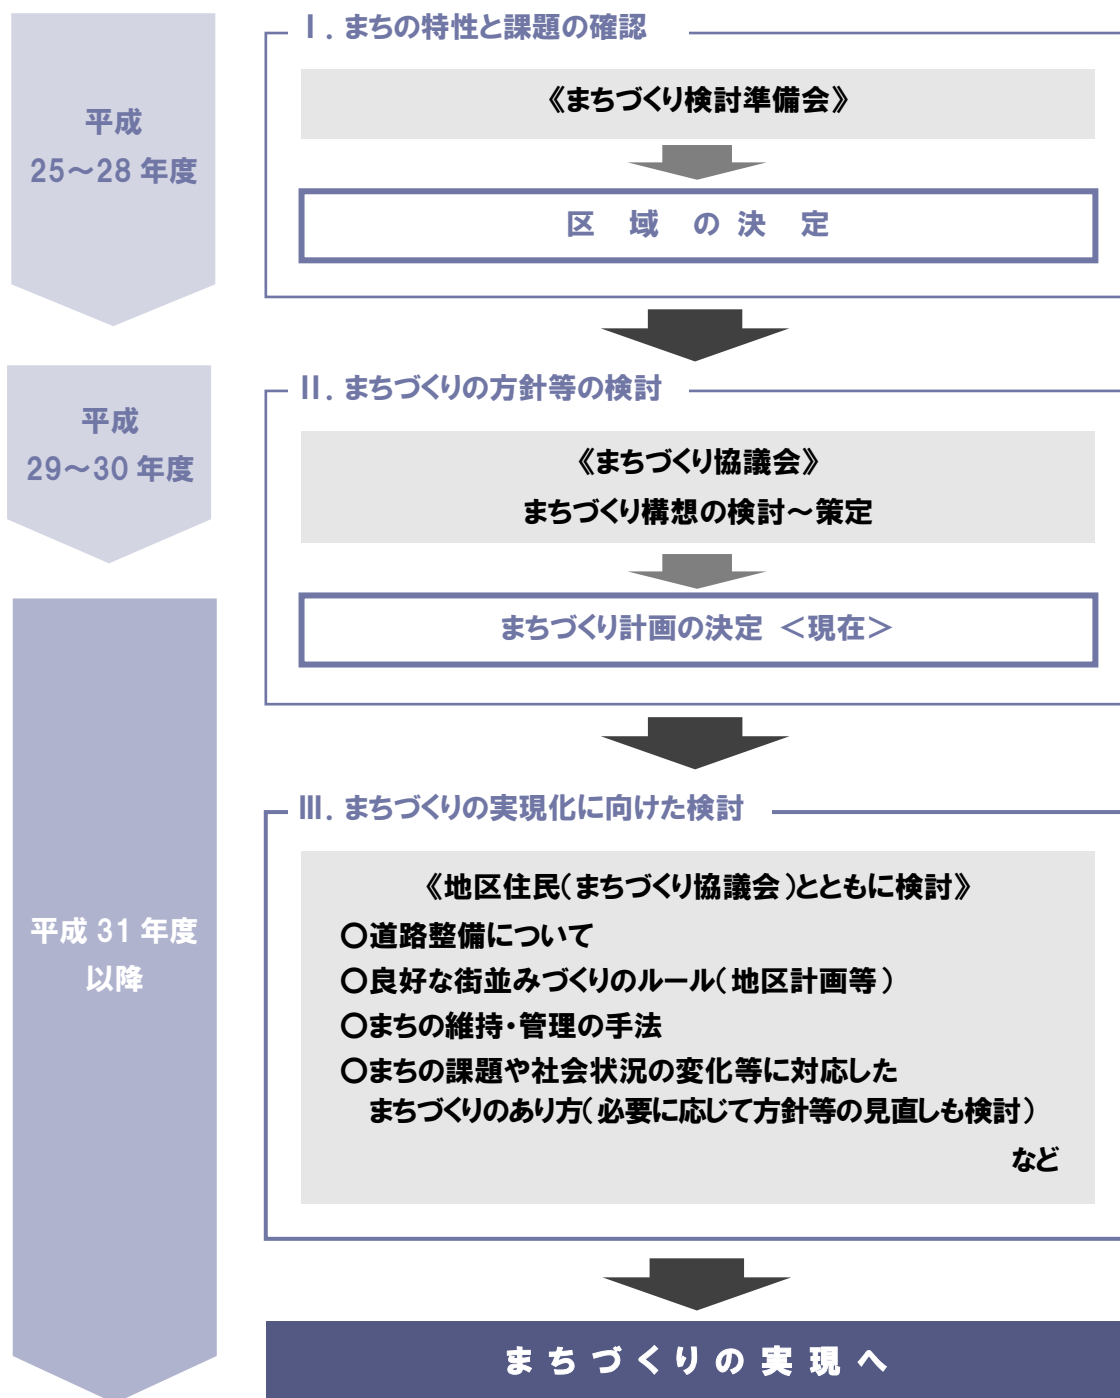 平成
25～28 年度
Ⅰ. まちの特性と課題の確認
《まちづくり検討準備会》
区 域 の 決 定
平成
29～30 年度
Ⅱ. まちづくりの方針等の検討
《まちづくり協議会》
まちづくり構想の検討～策定
まちづくり計画の決定 ＜現在＞
平成 31 年度
以降
Ⅲ. まちづくりの実現化に向けた検討
《地区住民（まちづくり協議会）とともに検討》
○道路整備について
○良好な街並みづくりのルール（地区計画等）
○まちの維持・管理の手法
○まちの課題や社会状況の変化等に対応した
まちづくりのあり方（必要に応じて方針等の見直しも検討）
など
まちづくりの実現へ